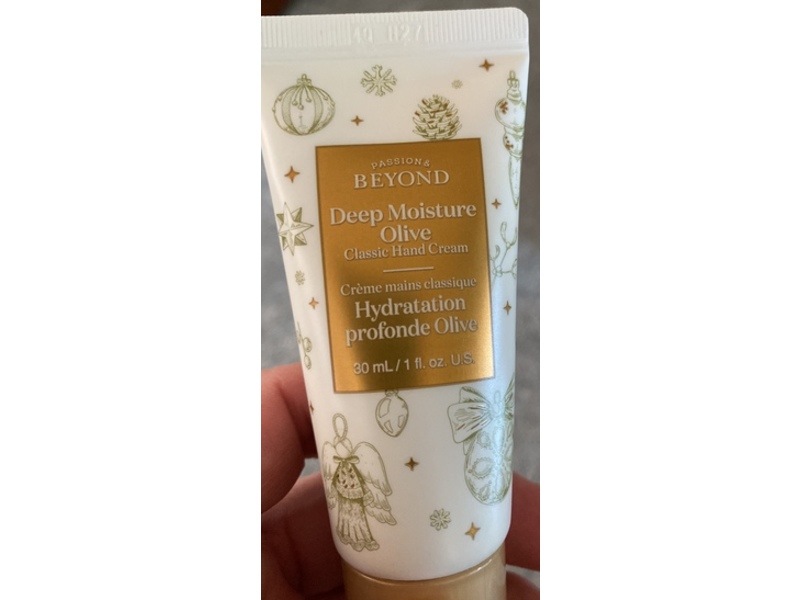 PASSION &
BEYOND
Deep Moisture
Olive
Classic Hand Cream
Crème mains classique
Hydratation
profonde Olive
30 mL / 1 fl. oz. U.S.